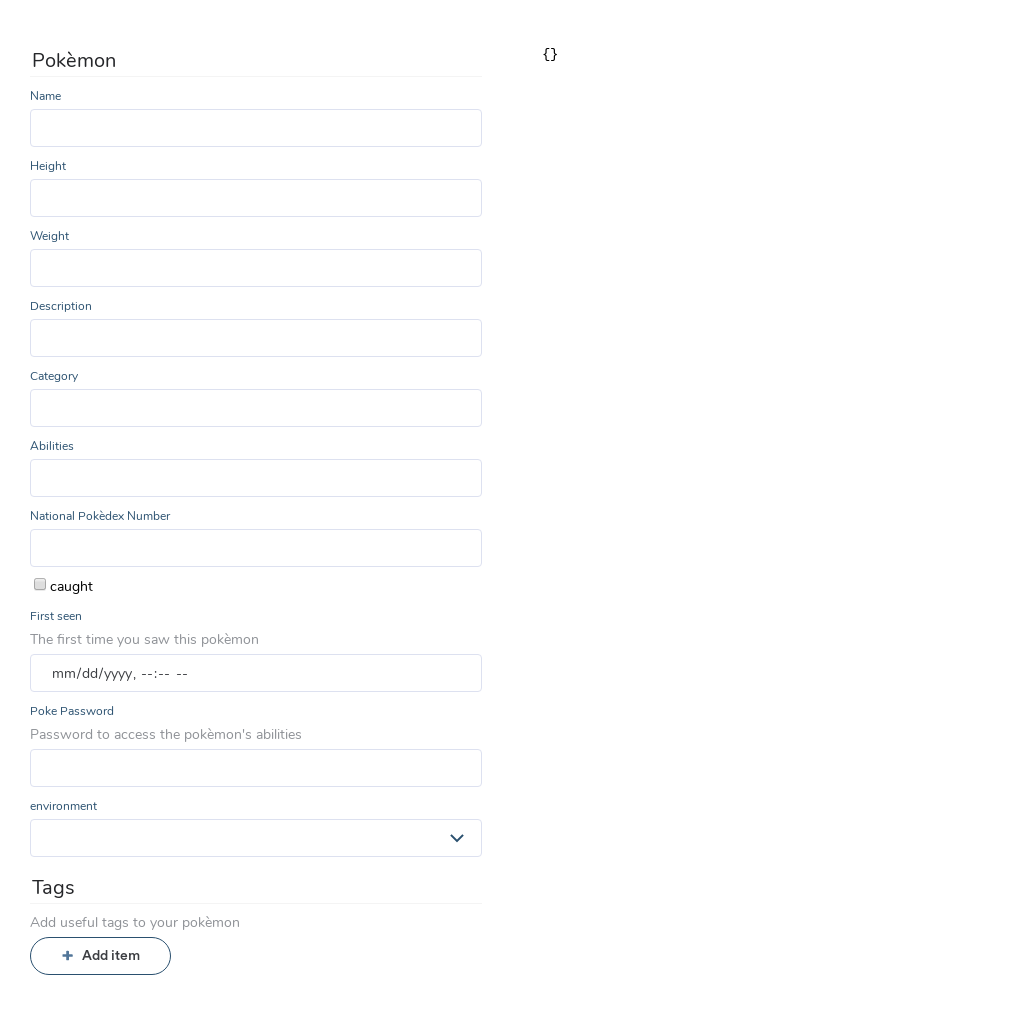 Pokèmon
{}
Name
Height
Weight
Description
Category
Abilities
National Pokèdex Number
caught
First seen
The first time you saw this pokèmon
mm/dd/yyyy, --:-- --
Poke Password
Password to access the pokèmon's abilities
environment
Tags
Add useful tags to your pokèmon
+ Add item